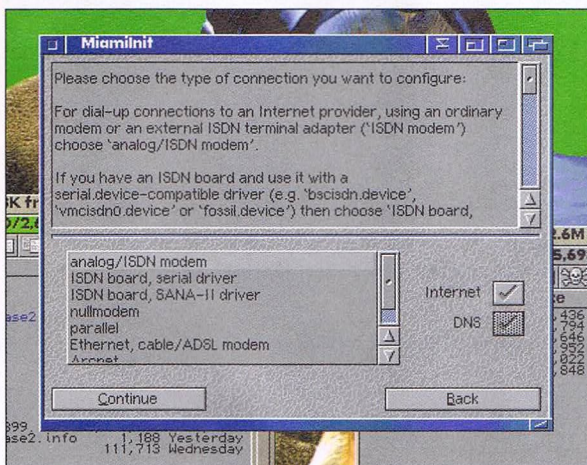 MiamiInit
Please choose the type of connection you want to configure:
For dial-up connections to an Internet provider, using an ordinary
modem or an external ISDN terminal adapter ('ISDN modem')
choose 'analog/ISDN modem'.
If you have an ISDN board and use it with a
serial.device-compatible driver (e.g. 'bscisdn.device',
'vmcisdn0.device' or 'fossil.device') then choose 'ISDN board,
analog/ISDN modem
ISDN board, serial driver
ISDN board, SANA-II driver
nullmodem
parallel
Ethernet, cable/ADSL modem
Arcnet
Internet
DNS
Continue
Back
K fr
2.6M
5,69
ase2
,436
,794
,646
,952
,022
,848
899.
ase2.info 1,188 Yesterday
111,713 Wednesday